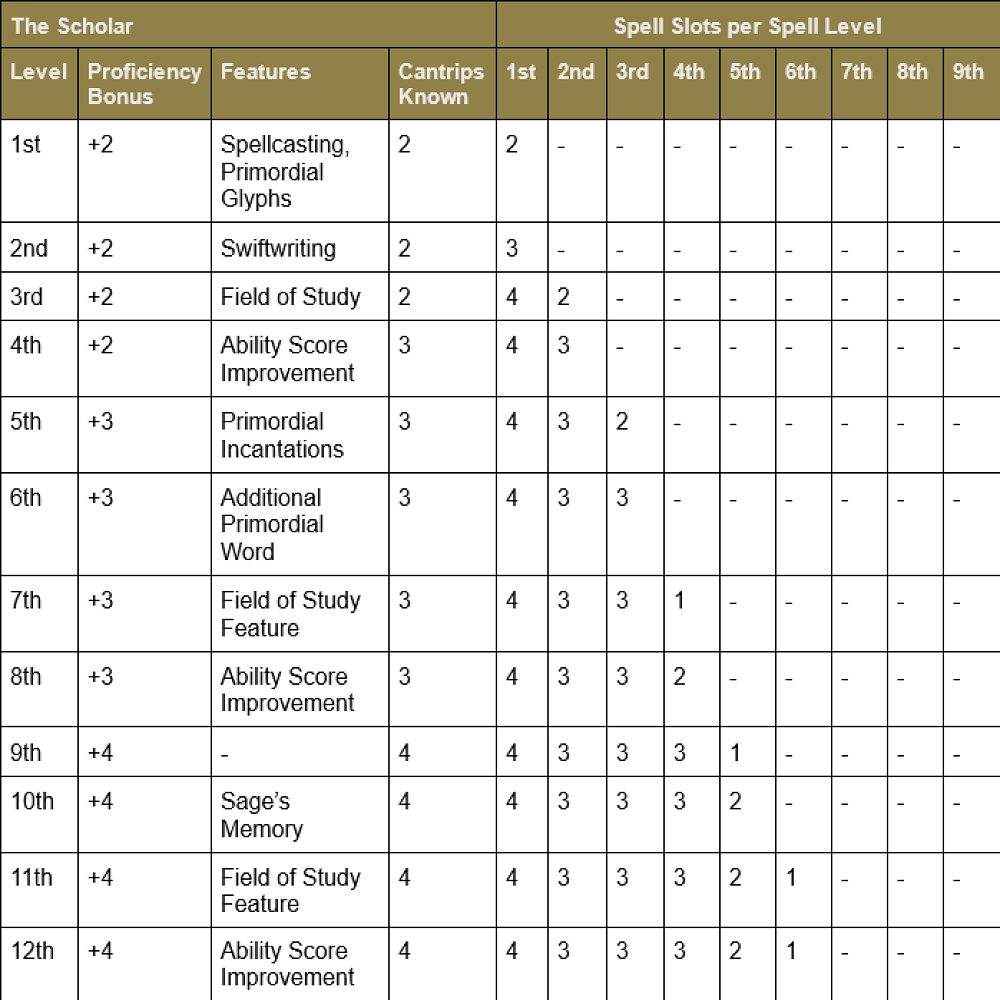 The Scholar Spell Slots per Spell Level
Level Proficiency Bonus Features Cantrips Known 1st 2nd 3rd 4th 5th 6th 7th 8th 9th
1st +2 Spellcasting, Primordial Glyphs 2 2 - - - - - - - -
2nd +2 Swiftwriting 2 3 - - - - - - - -
3rd +2 Field of Study 2 4 2 - - - - - - -
4th +2 Ability Score Improvement 3 4 3 - - - - - - -
5th +3 Primordial Incantations 3 4 3 2 - - - - - -
6th +3 Additional Primordial Word 3 4 3 3 - - - - - -
7th +3 Field of Study Feature 3 4 3 3 1 - - - - -
8th +3 Ability Score Improvement 3 4 3 3 2 - - - - -
9th +4 - 4 4 3 3 3 1 - - - -
10th +4 Sage’s Memory 4 4 3 3 3 2 - - - -
11th +4 Field of Study Feature 4 4 3 3 3 2 1 - - -
12th +4 Ability Score Improvement 4 4 3 3 3 2 1 - - -